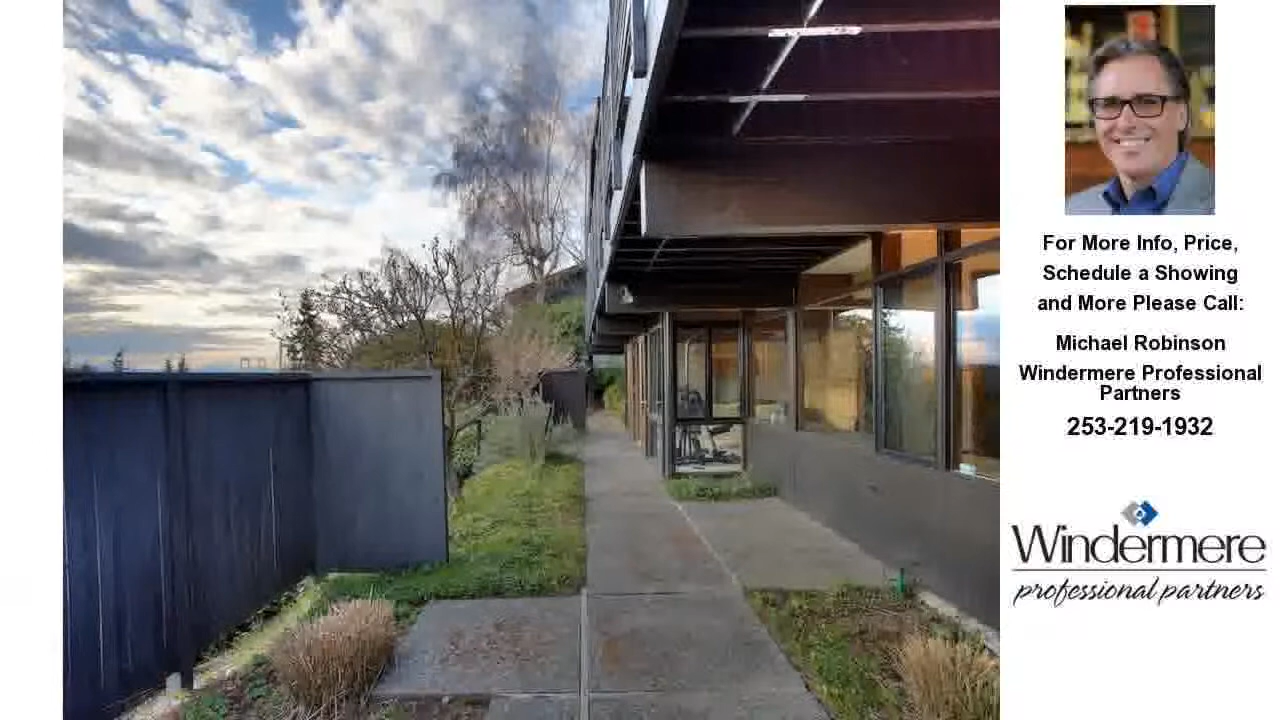 For More Info, Price,
Schedule a Showing
and More Please Call:
Michael Robinson
Windermere Professional
Partners
253-219-1932
Windermere
professional partners